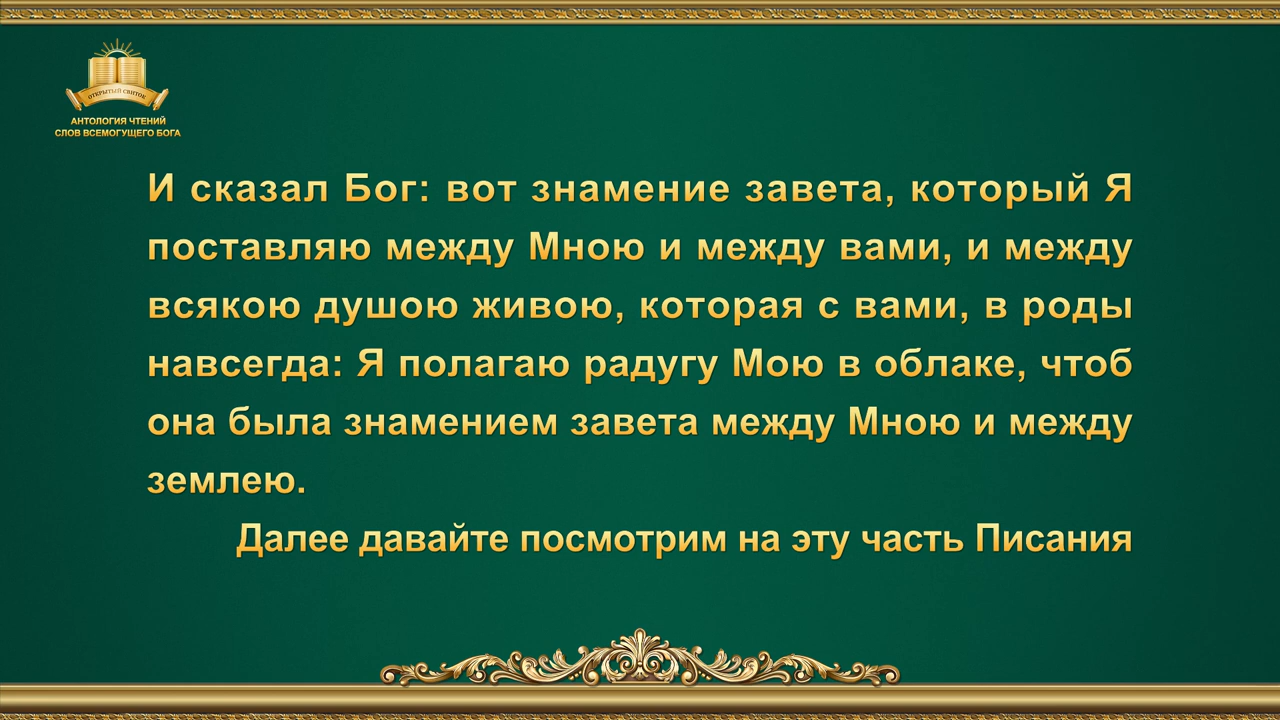 ОТКРЫТЫЙ СВИТОК
АНТОЛОГИЯ ЧТЕНИЙ
СЛОВ ВСЕМОГУЩЕГО БОГА
И сказал Бог: вот знамение завета, который Я
поставляю между Мною и между вами, и между
всякою душою живою, которая с вами, в роды
навсегда: Я полагаю радугу Мою в облаке, чтоб
она была знамением завета между Мною и между
землею.
Далее давайте посмотрим на эту часть Писания